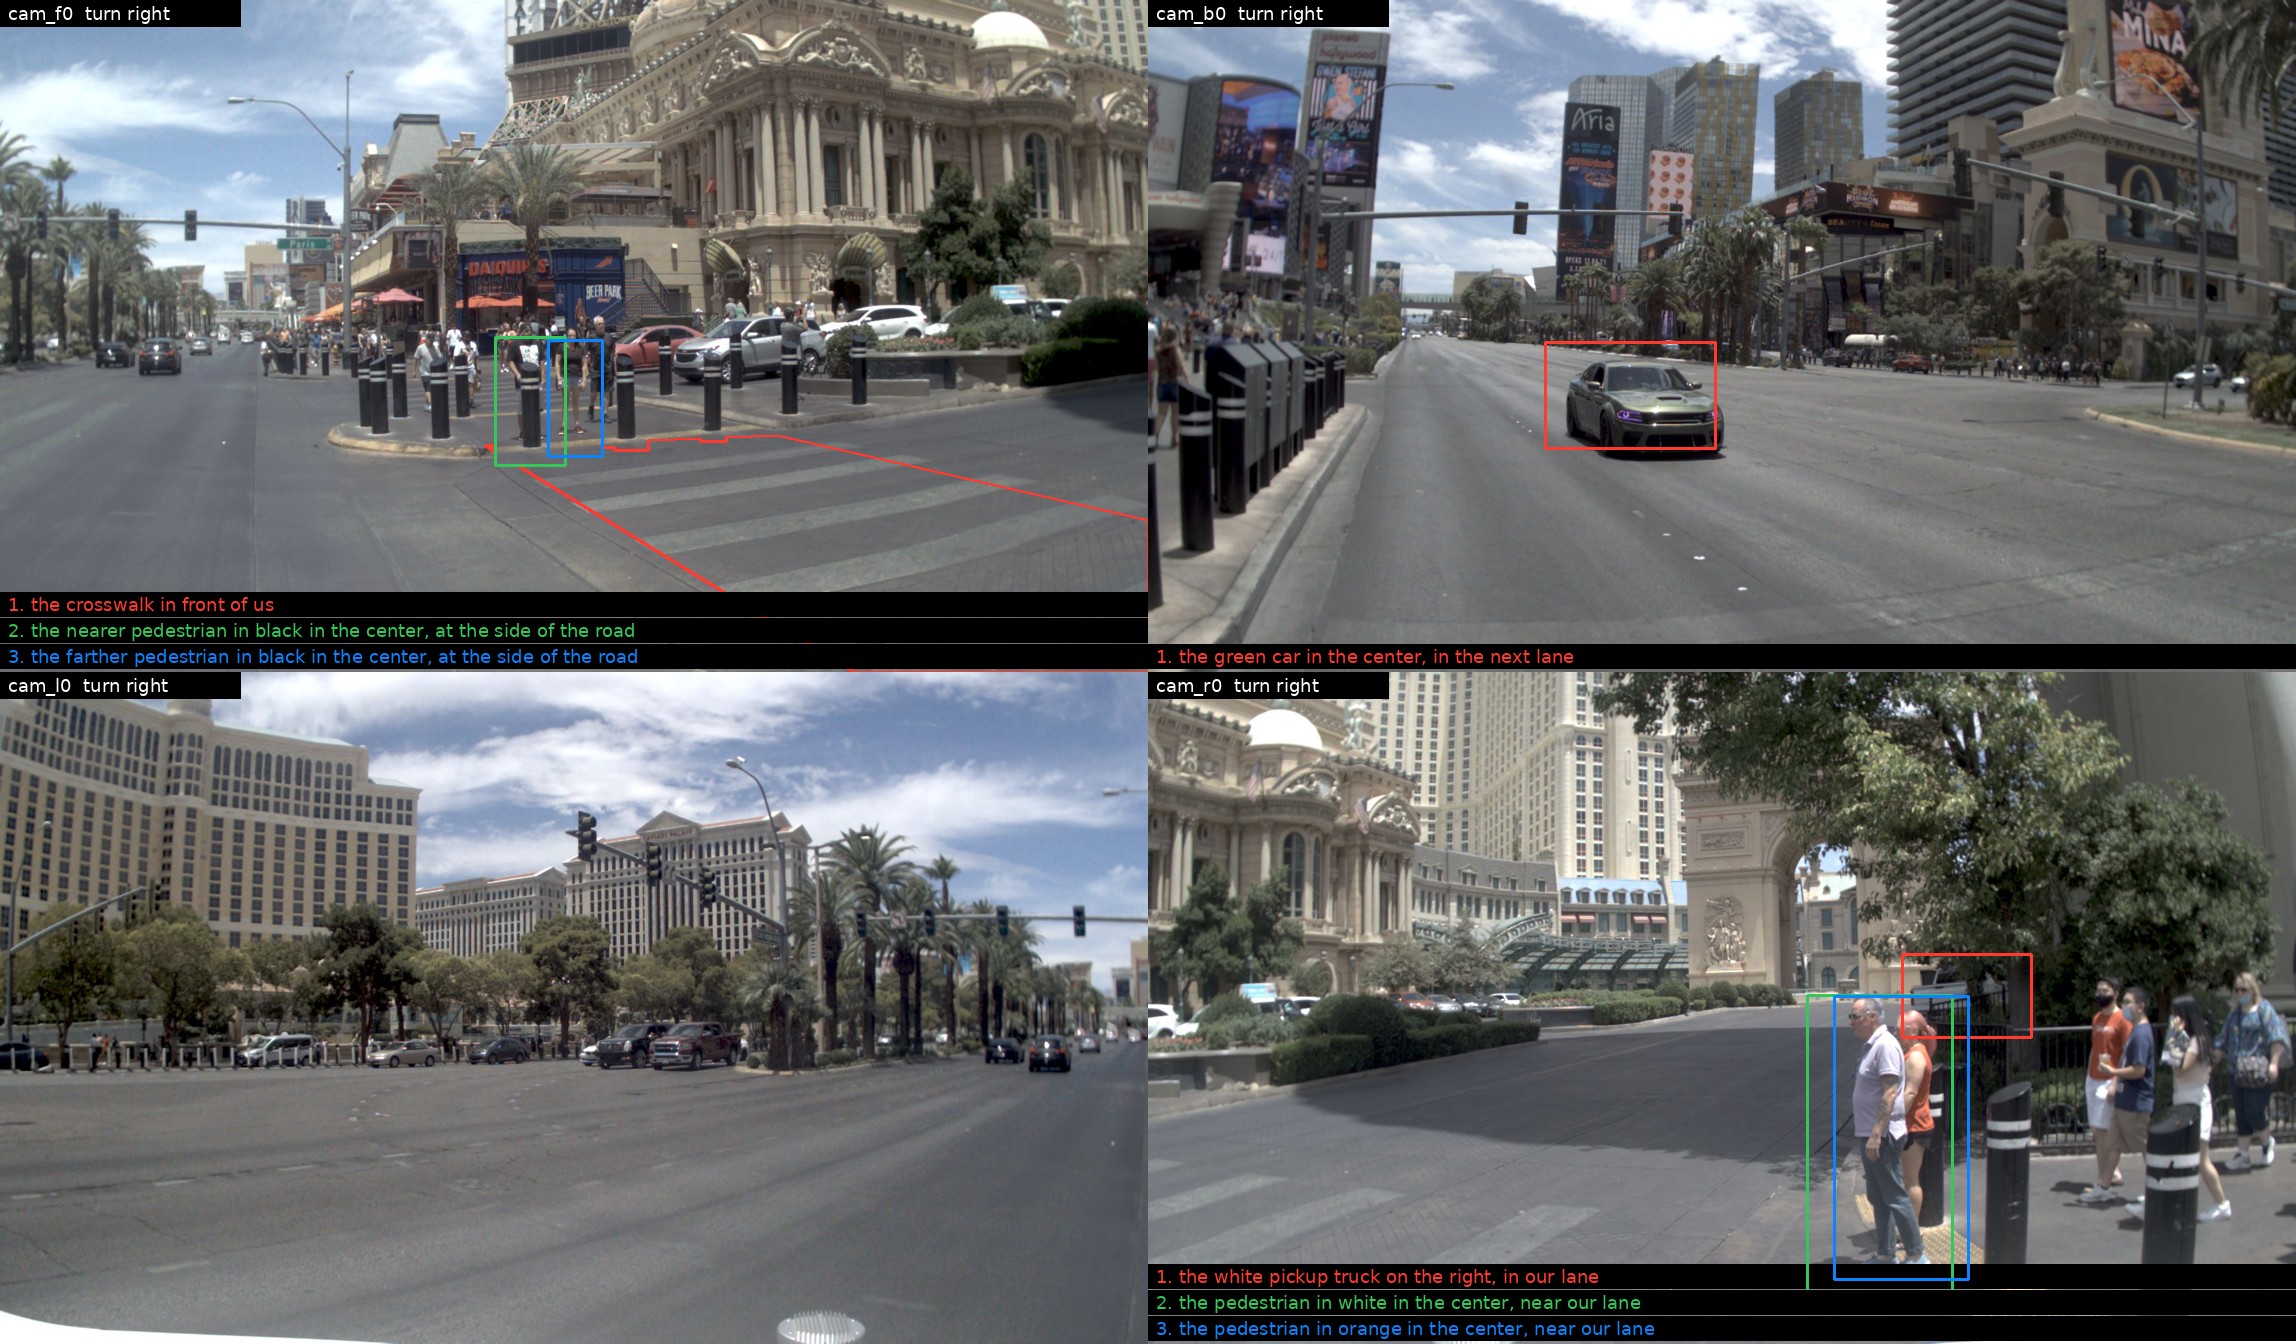 cam_f0 turn right
Paris
DAIQUIRIS
BEER PARK
1. the crosswalk in front of us
2. the nearer pedestrian in black in the center, at the side of the road
3. the farther pedestrian in black in the center, at the side of the road
cam_b0 turn right
MINA
GWEN STEFANI
Aria
O
1. the green car in the center, in the next lane
cam_l0 turn right
cam_r0 turn right
1. the white pickup truck on the right, in our lane
2. the pedestrian in white in the center, near our lane
3. the pedestrian in orange in the center, near our lane